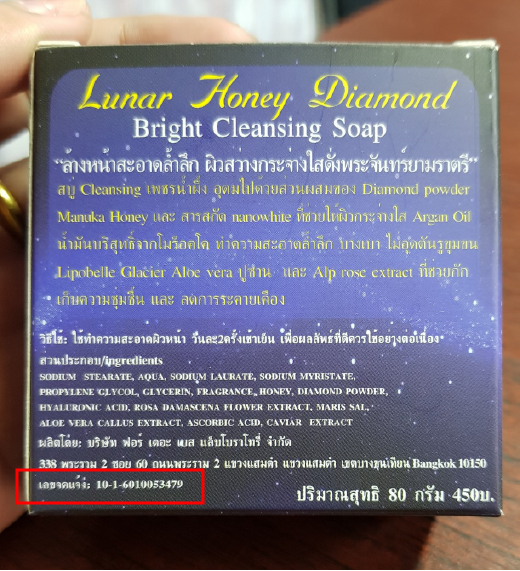 Lunar Honey Diamond
Bright Cleansing Soap
"ล้างหน้าสะอาดล้ำลึก ผิวสว่างกระจ่างใสดั่งพระจันทร์ยามราตรี"
สบู่ Cleansing เพชรน้ำผึ้ง อุดมไปด้วยส่วนผสมของ Diamond powder
Manuka Honey และ สารสกัด nanowhite ที่ช่วยให้ผิวกระจ่างใส Argan Oil
น้ำมันบริสุทธิ์จากโมร็อคโค ทำความสะอาดล้ำลึก บางเบา ไม่อุดตันรูขุมขน
Lipobelle Glacier Aloe vera ปูซ่าน และ Alp rose extract ที่ช่วยกัก
เก็บความชุ่มชื่น และ ลดการระคายเคือง
วิธีใช้: ใช้ทำความสะอาดผิวหน้า วันละ2ครั้งเช้าเย็น เพื่อผลลัพธ์ที่ดีควรใช้อย่างต่อเนื่อง*
ส่วนประกอบ/ingredients
SODIUM STEARATE, AQUA, SODIUM LAURATE, SODIUM MYRISTATE,
PROPYLENE GLYCOL, GLYCERIN, FRAGRANCE, HONEY, DIAMOND POWDER,
HYALURONIC ACID, ROSA DAMASCENA FLOWER EXTRACT, MARIS SAL,
ALOE VERA CALLUS EXTRACT, ASCORBIC ACID, CAVIAR EXTRACT
ผลิตโดย: บริษัท ฟอร์ เดอะ เบส แล็บโบราโทรี่ จำกัด
338 พระราม 2 ซอย 60 ถนนพระราม 2 แขวงแสมดำ แขวงแสมดำ เขตบางขุนเทียน Bangkok 10150
เลขจดแจ้ง: 10-1-6010053479
ปริมาณสุทธิ 80 กรัม 450บ.